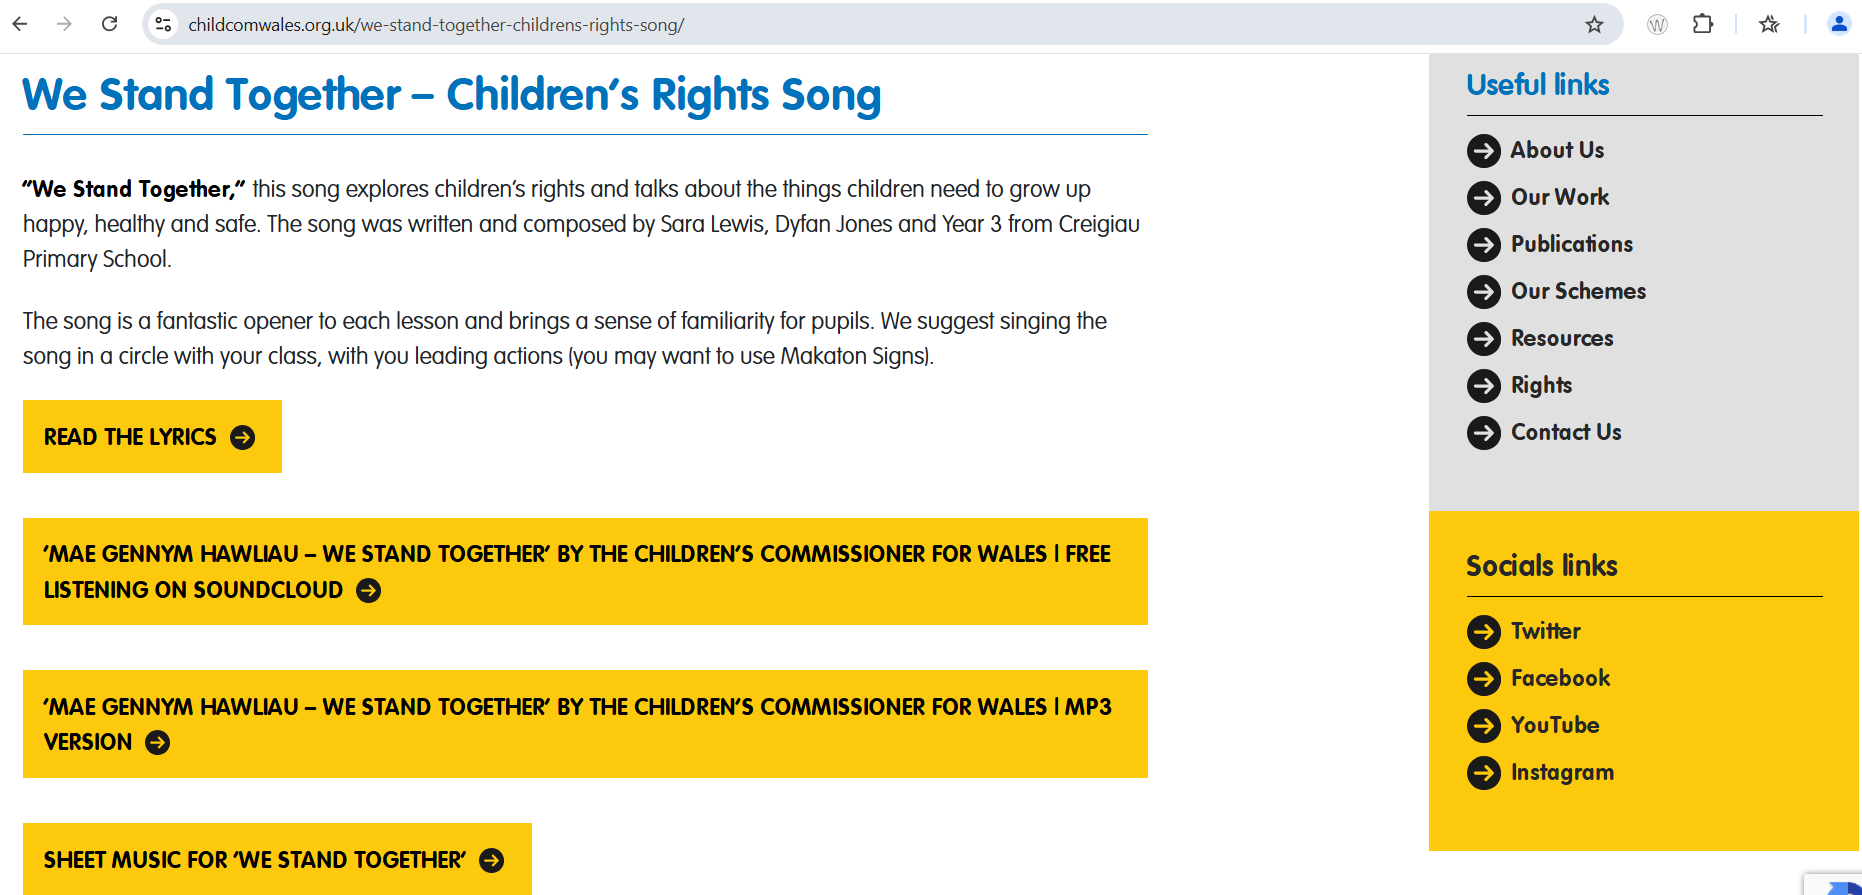 childcomwales.org.uk/we-stand-together-childrens-rights-song/
We Stand Together – Children’s Rights Song
“We Stand Together,” this song explores children’s rights and talks about the things children need to grow up
happy, healthy and safe. The song was written and composed by Sara Lewis, Dyfan Jones and Year 3 from Creigiau
Primary School.
The song is a fantastic opener to each lesson and brings a sense of familiarity for pupils. We suggest singing the
song in a circle with your class, with you leading actions (you may want to use Makaton Signs).
READ THE LYRICS
‘MAE GENNYM HAWLIAU – WE STAND TOGETHER’ BY THE CHILDREN’S COMMISSIONER FOR WALES | FREE
LISTENING ON SOUNDCLOUD
‘MAE GENNYM HAWLIAU – WE STAND TOGETHER’ BY THE CHILDREN’S COMMISSIONER FOR WALES | MP3
VERSION
SHEET MUSIC FOR ‘WE STAND TOGETHER’
Useful links
About Us
Our Work
Publications
Our Schemes
Resources
Rights
Contact Us
Socials links
Twitter
Facebook
YouTube
Instagram